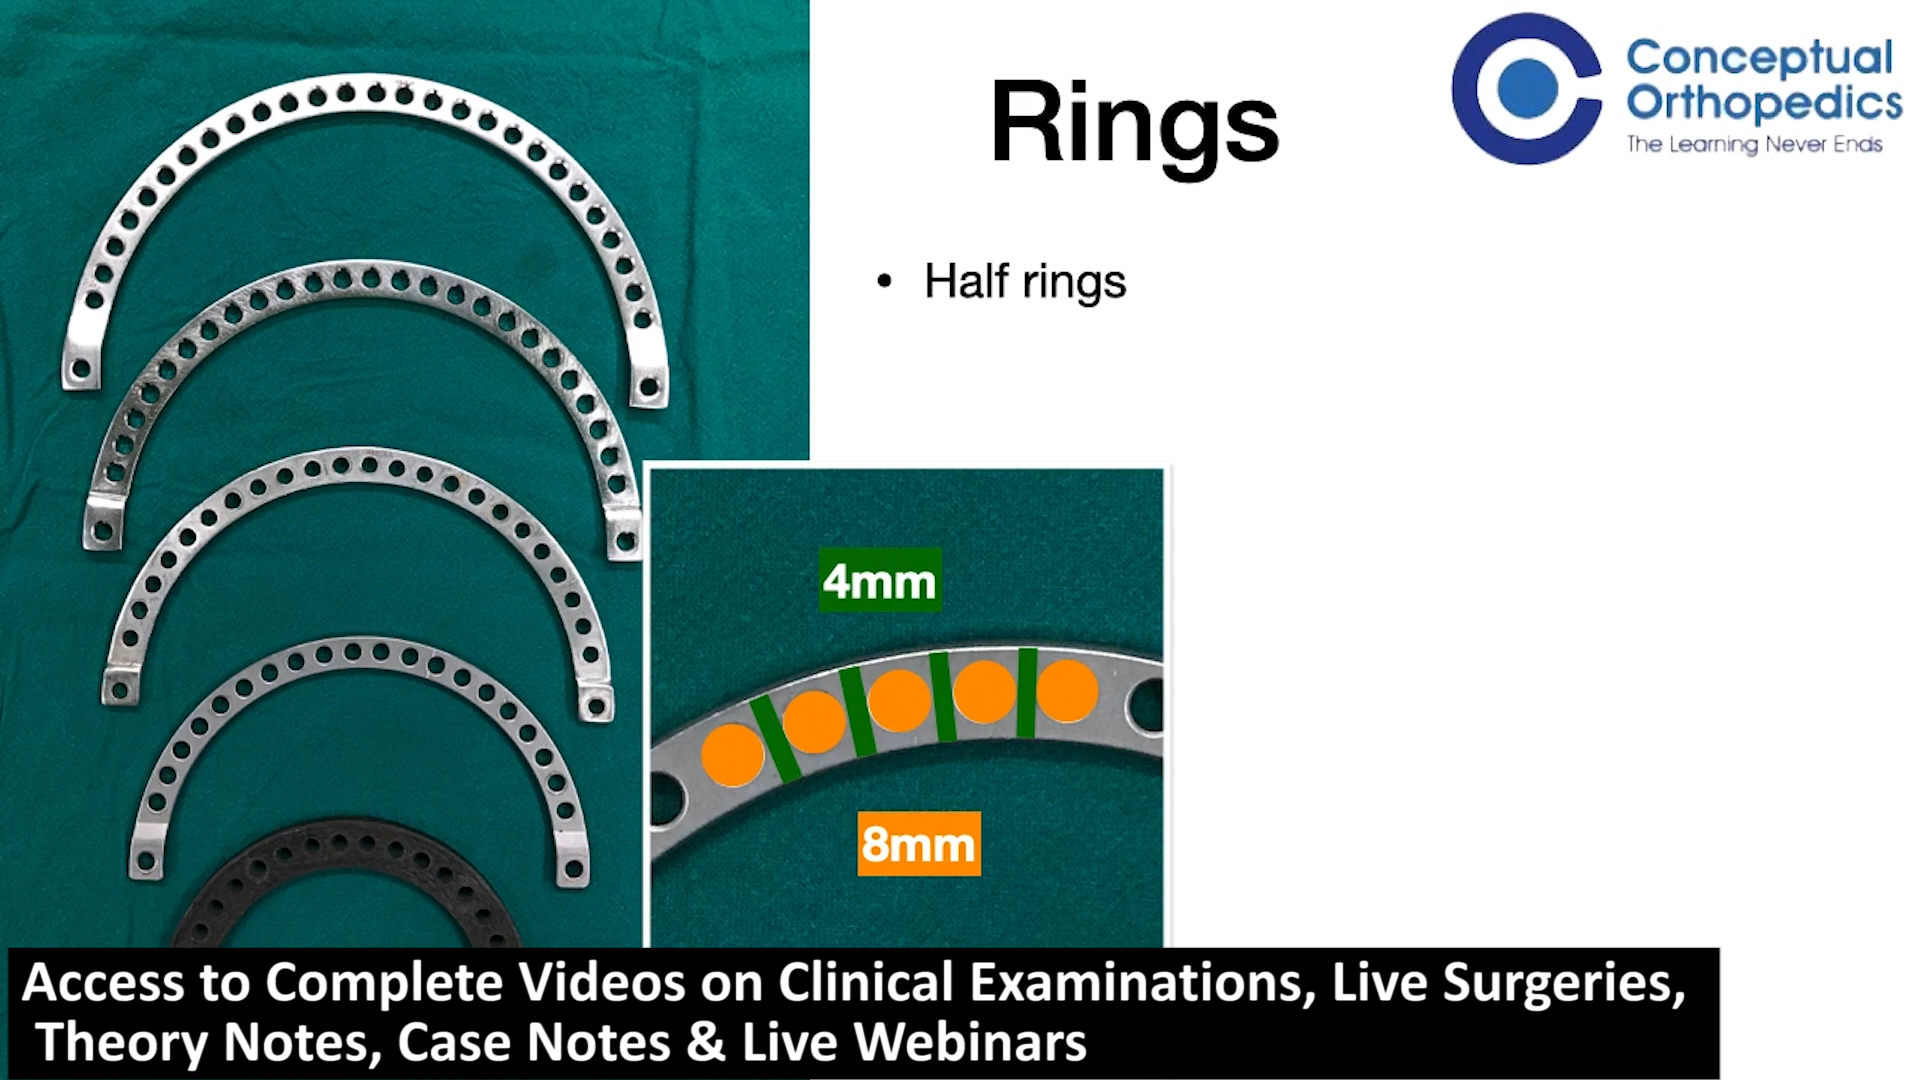 Rings
Conceptual
Orthopedics
The Learning Never Ends
• Half rings
4mm
8mm
Access to Complete Videos on Clinical Examinations, Live Surgeries,
Theory Notes, Case Notes & Live Webinars